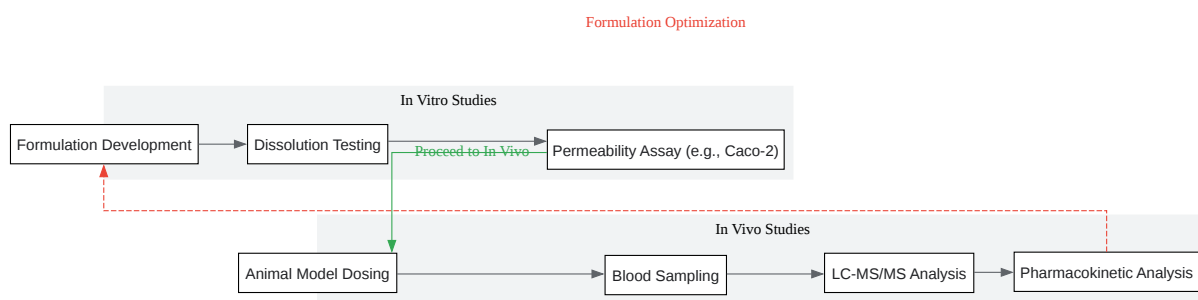 Formulation Optimization
In Vitro Studies
Formulation Development
Dissolution Testing
Proceed to In Vivo
Permeability Assay (e.g., Caco-2)
In Vivo Studies
Animal Model Dosing
Blood Sampling
LC-MS/MS Analysis
Pharmacokinetic Analysis